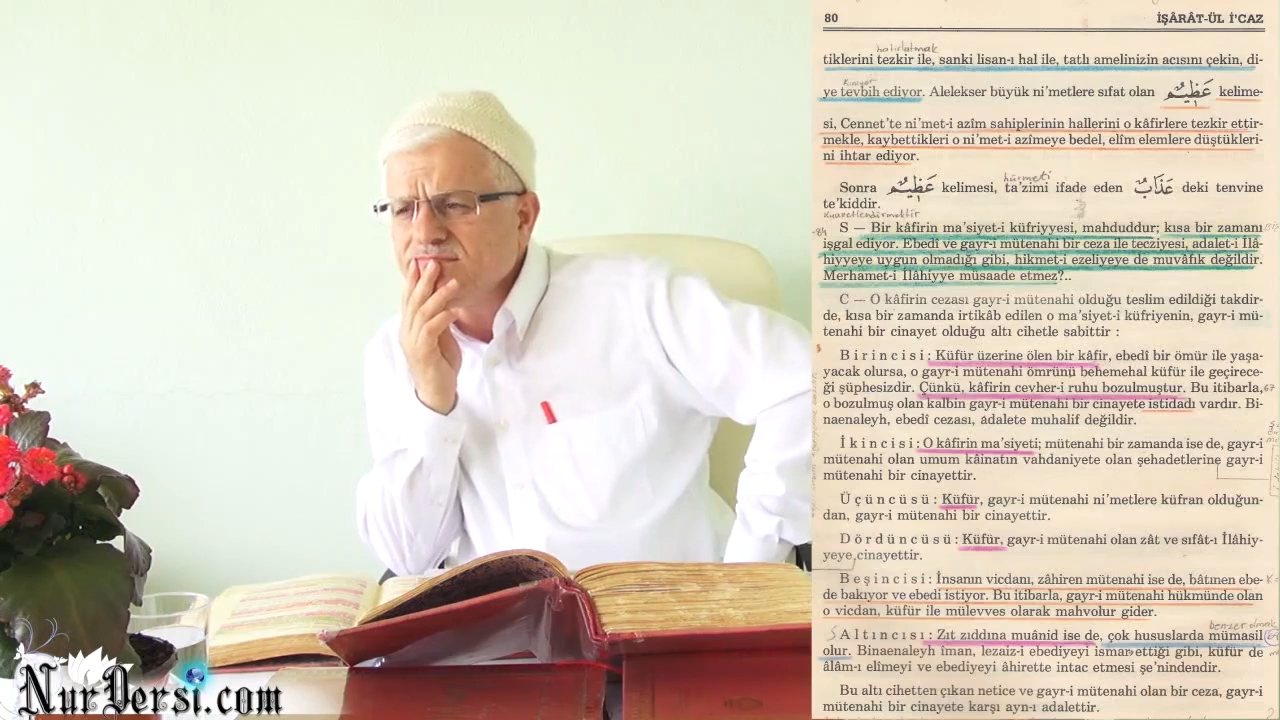 80 İŞÂRÂT-ÜL İ'CAZ
hatırlatmak
tiklerini tezkir ile, sanki lisan-ı hal ile, tatlı amelinizin acısını çekin, di-
ye tevbih ediyor. Alelekser büyük ni'metlere sıfat olan عَظِيمٌ kelime-
si, Cennet'te ni'met-i azîm sahiplerinin hallerini o kâfirlere tezkir ettir-
mekle, kaybettikleri o ni'met-i azîmeye bedel, elîm elemlere düştükleri-
ni ihtar ediyor.
hürmeti
Sonra عَظِيمٌ kelimesi, ta'zimi ifade eden عَذَابٌ deki tenvine
te'kiddir.
Kuvvetlendirmektir
S — Bir kâfirin ma'siyet-i küfriyyesi, mahduddur; kısa bir zamanı
işgal ediyor. Ebedî ve gayr-i mütenahi bir ceza ile tecziyesi, adalet-i İlâ-
hiyyeye uygun olmadığı gibi, hikmet-i ezeliyeye de muvâfık değildir.
Merhamet-i İlâhiyye müsaade etmez?..
C — O kâfirin cezası gayr-i mütenahi olduğu teslim edildiği takdir-
de, kısa bir zamanda irtikâb edilen o ma'siyet-i küfriyenin, gayr-i mü-
tenahi bir cinayet olduğu altı cihetle sabittir :
Birincisi : Küfür üzerine ölen bir kâfir, ebedî bir ömür ile yaşa-
yacak olursa, o gayr-i mütenahi ömrünü behemehal küfür ile geçirece-
ği şüphesizdir. Çünkü, kâfirin cevher-i ruhu bozulmuştur. Bu itibarla,
o bozulmuş olan kalbin gayr-i mütenahi bir cinayete istidadı vardır. Bi-
naenaleyh, ebedî cezası, adalete muhalif değildir.
İkincisi : O kâfirin ma'siyeti; mütenahi bir zamanda ise de, gayr-i
mütenahi olan umum kâinatın vahdaniyete olan şehadetlerine gayr-i
mütenahi bir cinayettir.
Üçüncüsü : Küfür, gayr-i mütenahi ni'metlere küfran olduğun-
dan, gayr-i mütenahi bir cinayettir.
Dördüncüsü : Küfür, gayr-i mütenahi olan zât ve sıfât-ı İlâhiy-
yeye cinayettir.
Beşincisi : İnsanın vicdanı, zâhiren mütenahi ise de, bâtınen ebe-
de bakıyor ve ebedi istiyor. Bu itibarla, gayr-i mütenahi hükmünde olan
o vicdan, küfür ile mülevves olarak mahvolur gider.
benzer olmak
Altıncısı : Zıt zıddına muânid ise de, çok hususlarda mümasil
olur. Binaenaleyh îman, lezaiz-i ebediyeyi ismar ettiği gibi, küfür de
âlâm-ı elîmeyi ve ebediyeyi âhirette intac etmesi şe'nindendir.
Bu altı cihetten çıkan netice ve gayr-i mütenahi olan bir ceza, gayr-i
mütenahi bir cinayete karşı ayn-ı adalettir.
NurDersi.com